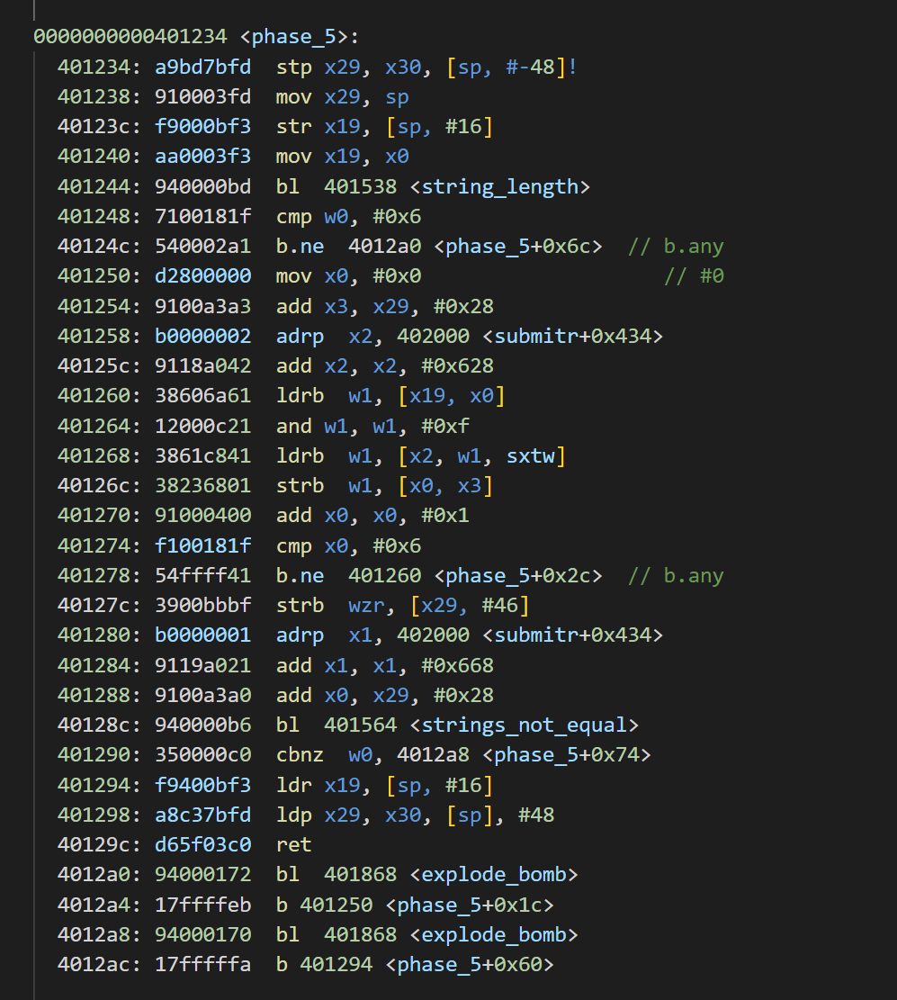 0000000000401234 <phase_5>:
401234: a9bd7bfd stp x29, x30, [sp, #-48]!
401238: 910003fd mov x29, sp
40123c: f9000bf3 str x19, [sp, #16]
401240: aa0003f3 mov x19, x0
401244: 940000bd bl 401538 <string_length>
401248: 7100181f cmp w0, #0x6
40124c: 540002a1 b.ne 4012a0 <phase_5+0x6c> // b.any
401250: d2800000 mov x0, #0x0 // #0
401254: 9100a3a3 add x3, x29, #0x28
401258: b0000002 adrp x2, 402000 <submitr+0x434>
40125c: 9118a042 add x2, x2, #0x628
401260: 38606a61 ldrb w1, [x19, x0]
401264: 12000c21 and w1, w1, #0xf
401268: 3861c841 ldrb w1, [x2, w1, sxtw]
40126c: 38236801 strb w1, [x0, x3]
401270: 91000400 add x0, x0, #0x1
401274: f100181f cmp x0, #0x6
401278: 54ffff41 b.ne 401260 <phase_5+0x2c> // b.any
40127c: 3900bbbf strb wzr, [x29, #46]
401280: b0000001 adrp x1, 402000 <submitr+0x434>
401284: 9119a021 add x1, x1, #0x668
401288: 9100a3a0 add x0, x29, #0x28
40128c: 940000b6 bl 401564 <strings_not_equal>
401290: 350000c0 cbnz w0, 4012a8 <phase_5+0x74>
401294: f9400bf3 ldr x19, [sp, #16]
401298: a8c37bfd ldp x29, x30, [sp], #48
40129c: d65f03c0 ret
4012a0: 94000172 bl 401868 <explode_bomb>
4012a4: 17ffffeb b 401250 <phase_5+0x1c>
4012a8: 94000170 bl 401868 <explode_bomb>
4012ac: 17fffffa b 401294 <phase_5+0x60>